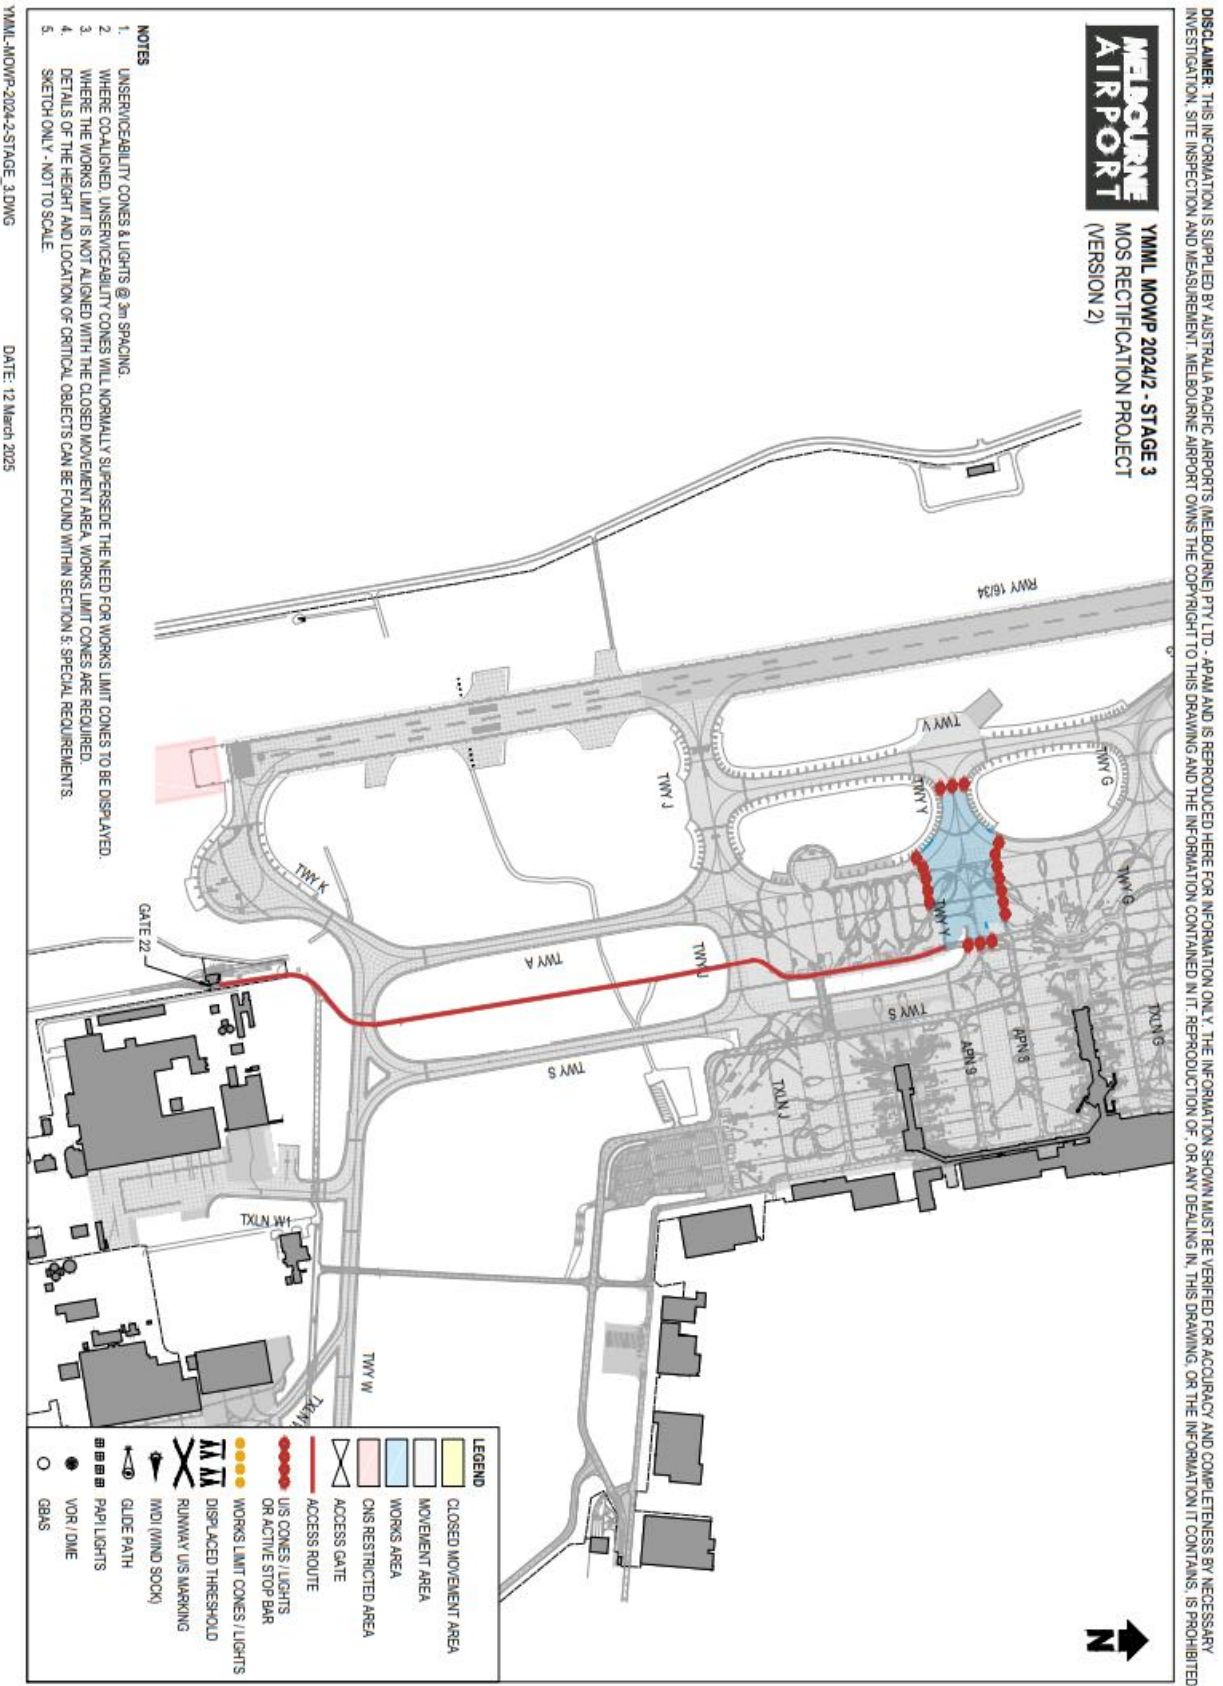 DISCLAIMER: THIS INFORMATION IS SUPPLIED BY AUSTRALIA PACIFIC AIRPORTS (MELBOURNE) PTY LTD - APAM AND IS REPRODUCED HERE FOR INFORMATION ONLY. THE INFORMATION SHOWN MUST BE VERIFIED FOR ACCURACY AND COMPLETENESS BY NECESSARY
INVESTIGATION, SITE INSPECTION AND MEASUREMENT. MELBOURNE AIRPORT OWNS THE COPYRIGHT TO THIS DRAWING AND THE INFORMATION CONTAINED IN IT. REPRODUCTION OF, OR ANY DEALING IN, THIS DRAWING, OR THE INFORMATION IT CONTAINS, IS PROHIBITED
MELBOURNE
AIRPORT
YMML MOWP 2024/2 - STAGE 3
MOS RECTIFICATION PROJECT
(VERSION 2)
N
RWY 16/34
TWY V
TWY G
TWY Y
TWY J
TWY G
TWY Y
TWY K
TWY A
TWY J
TWY S
TXLN G
APN 8
APN 9
TWY S
TXLN J
GATE 22
TXLN W1
TWY W
NOTES
1. UNSERVICEABILITY CONES & LIGHTS @ 3m SPACING.
2. WHERE CO-ALIGNED, UNSERVICEABILITY CONES WILL NORMALLY SUPERSEDE THE NEED FOR WORKS LIMIT CONES TO BE DISPLAYED.
3. WHERE THE WORKS LIMIT IS NOT ALIGNED WITH THE CLOSED MOVEMENT AREA, WORKS LIMIT CONES ARE REQUIRED.
4. DETAILS OF THE HEIGHT AND LOCATION OF CRITICAL OBJECTS CAN BE FOUND WITHIN SECTION 5: SPECIAL REQUIREMENTS.
5. SKETCH ONLY - NOT TO SCALE.
LEGEND
CLOSED MOVEMENT AREA
MOVEMENT AREA
WORKS AREA
CNS RESTRICTED AREA
ACCESS GATE
ACCESS ROUTE
U/S CONES / LIGHTS
OR ACTIVE STOP BAR
WORKS LIMIT CONES / LIGHTS
DISPLACED THRESHOLD
RUNWAY U/S MARKING
IWDI (WIND SOCK)
GLIDE PATH
PAPI LIGHTS
VOR / DME
GBAS
YMML-MOWP-2024-2-STAGE_3.DWG
DATE: 12 March 2025